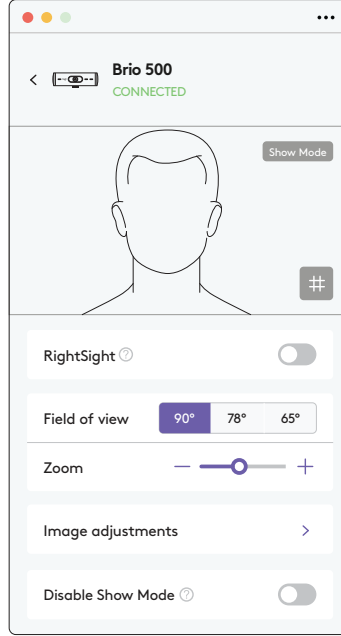 Brio 500
CONNECTED
Show Mode
RightSight
Field of view 90° 78° 65°
Zoom
Image adjustments
Disable Show Mode